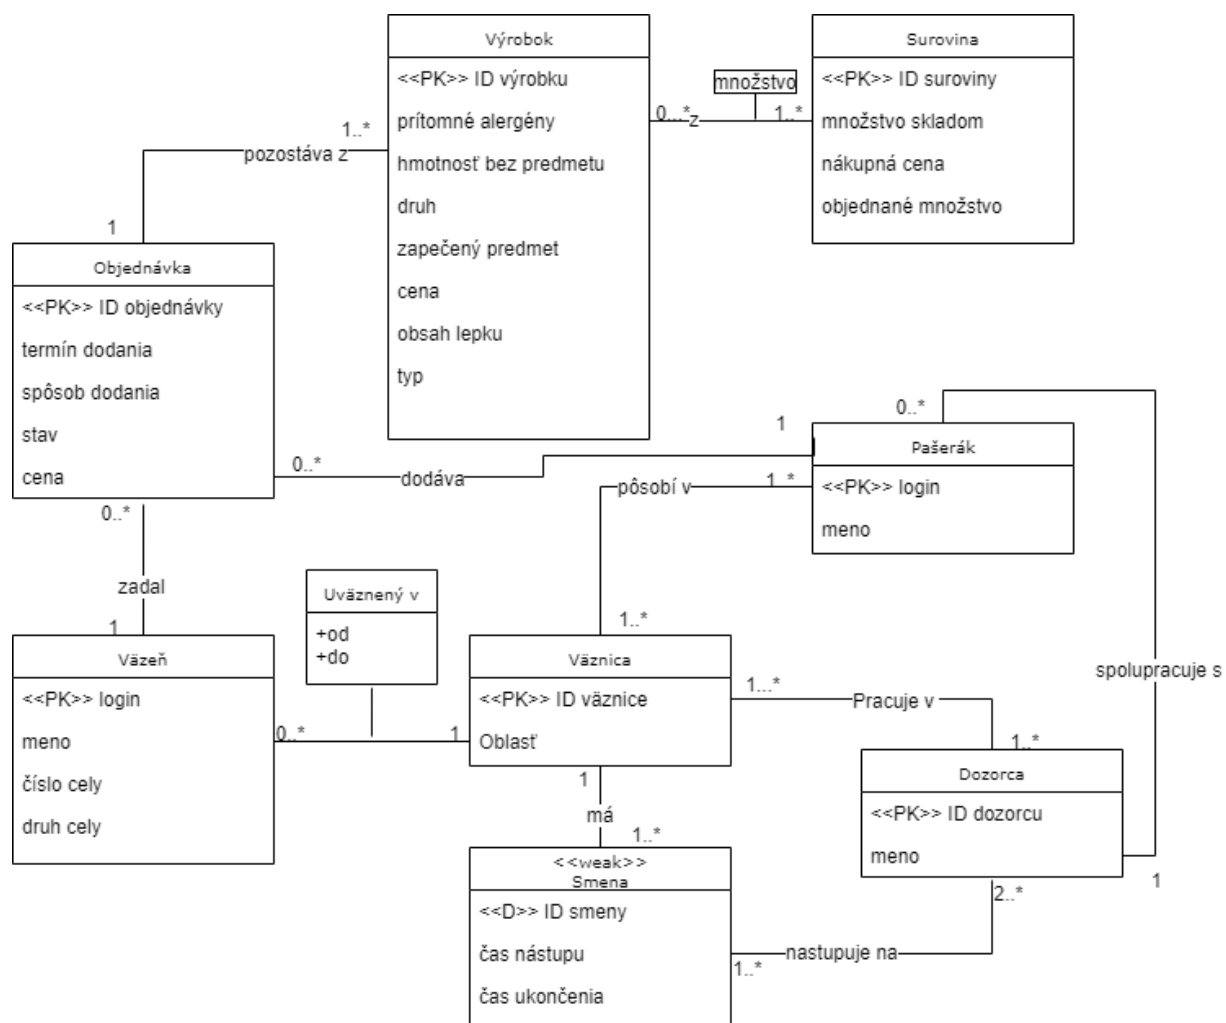 Výrobok
<<PK>> ID výrobku
prítomné alergény
hmotnosť bez predmetu
druh
zapečený predmet
cena
obsah lepku
typ
Surovina
<<PK>> ID suroviny
množstvo skladom
nákupná cena
objednané množstvo
množstvo
0...*
z
1..*
1..*
pozostáva z
1
Objednávka
<<PK>> ID objednávky
termín dodania
spôsob dodania
stav
cena
0..*
dodáva
1
0..*
Pašerák
<<PK>> login
meno
pôsobí v
1..*
1..*
0..*
zadal
1
Uväznený v
+od
+do
Väzeň
<<PK>> login
meno
číslo cely
druh cely
0..*
1
Väznica
<<PK>> ID väznice
Oblasť
1...*
Pracuje v
1..*
spolupracuje s
Dozorca
<<PK>> ID dozorcu
meno
1
1
má
1..*
<<weak>>
Smena
<<D>> ID smeny
čas nástupu
čas ukončenia
2..*
nastupuje na
1..*